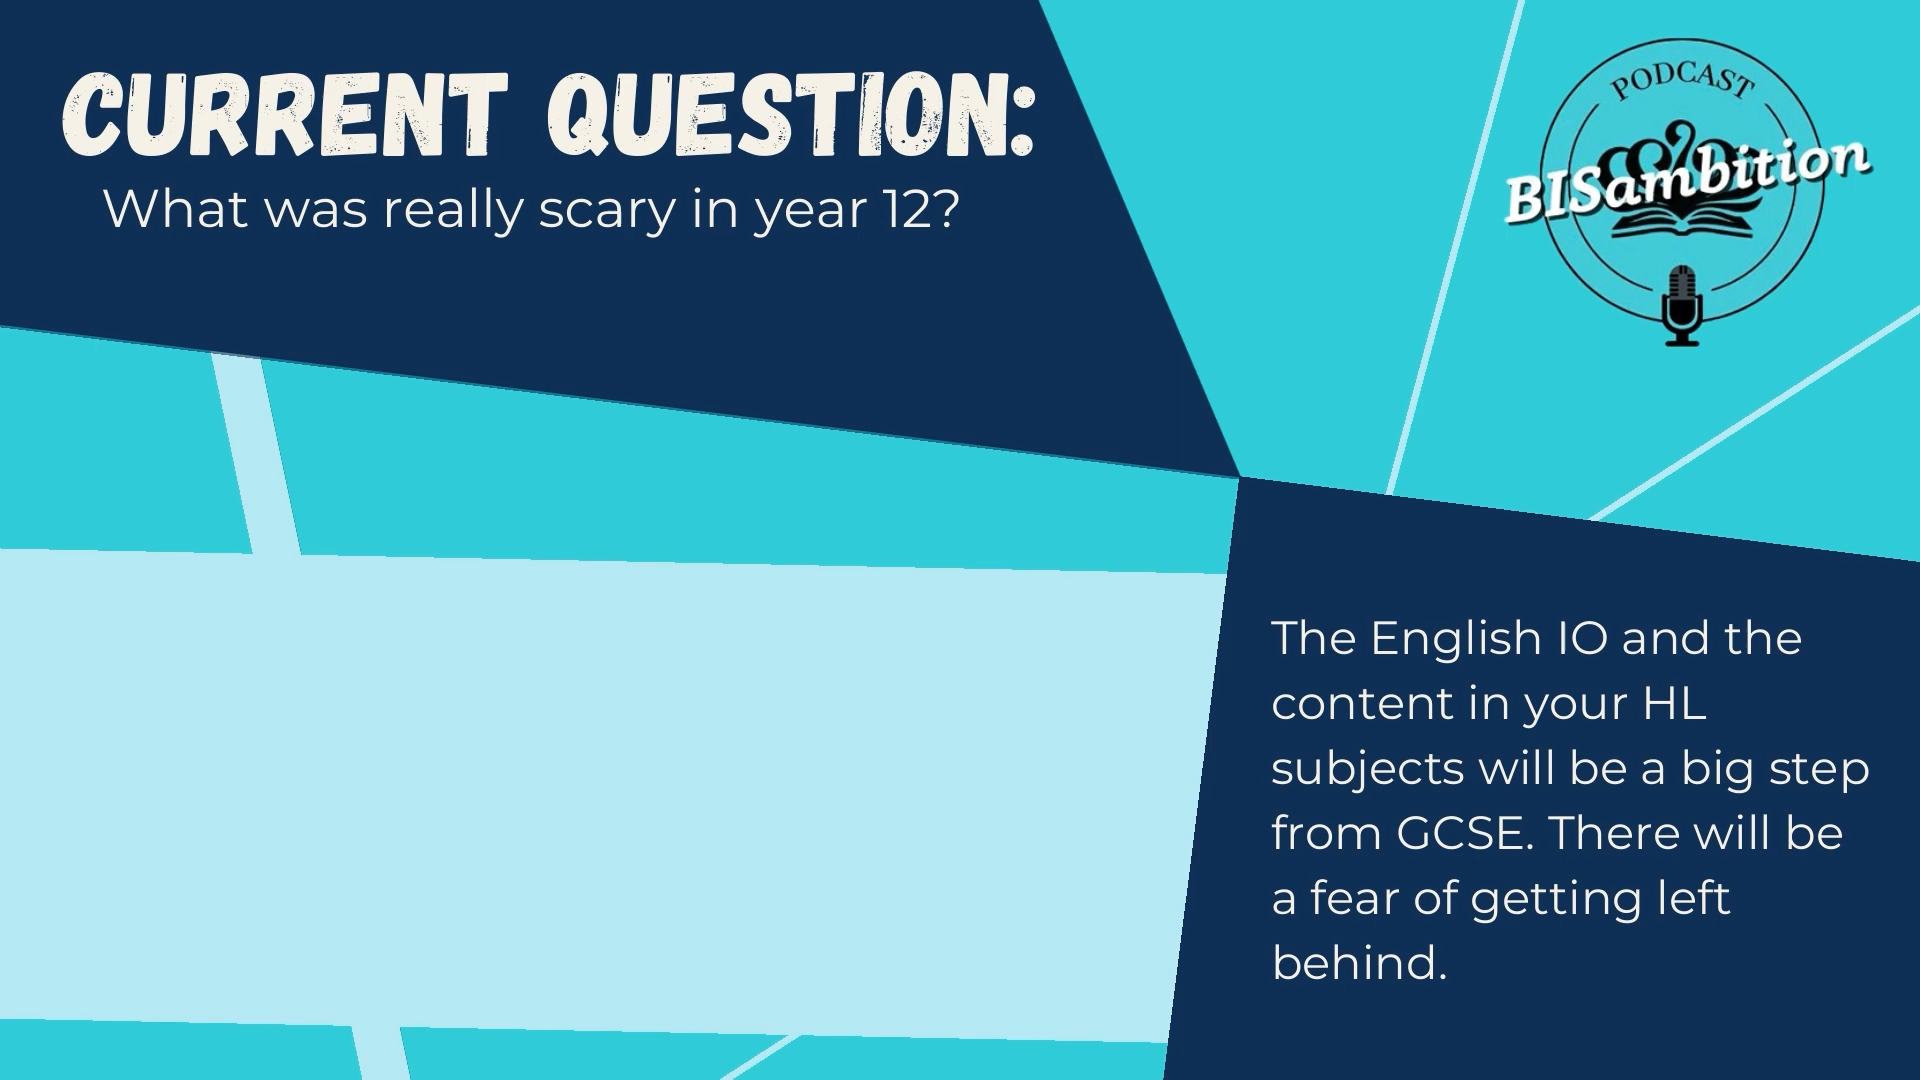 CURRENT QUESTION:
What was really scary in year 12?
PODCAST
BISambition
The English IO and the
content in your HL
subjects will be a big step
from GCSE. There will be
a fear of getting left
behind.